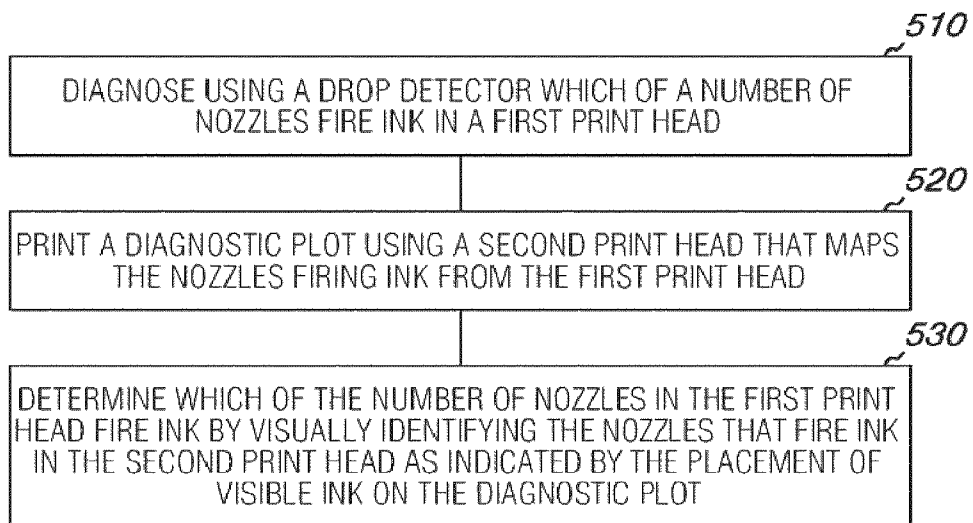 510
DIAGNOSE USING A DROP DETECTOR WHICH OF A NUMBER OF
NOZZLES FIRE INK IN A FIRST PRINT HEAD
520
PRINT A DIAGNOSTIC PLOT USING A SECOND PRINT HEAD THAT MAPS
THE NOZZLES FIRING INK FROM THE FIRST PRINT HEAD
530
DETERMINE WHICH OF THE NUMBER OF NOZZLES IN THE FIRST PRINT
HEAD FIRE INK BY VISUALLY IDENTIFYING THE NOZZLES THAT FIRE INK
IN THE SECOND PRINT HEAD AS INDICATED BY THE PLACEMENT OF
VISIBLE INK ON THE DIAGNOSTIC PLOT